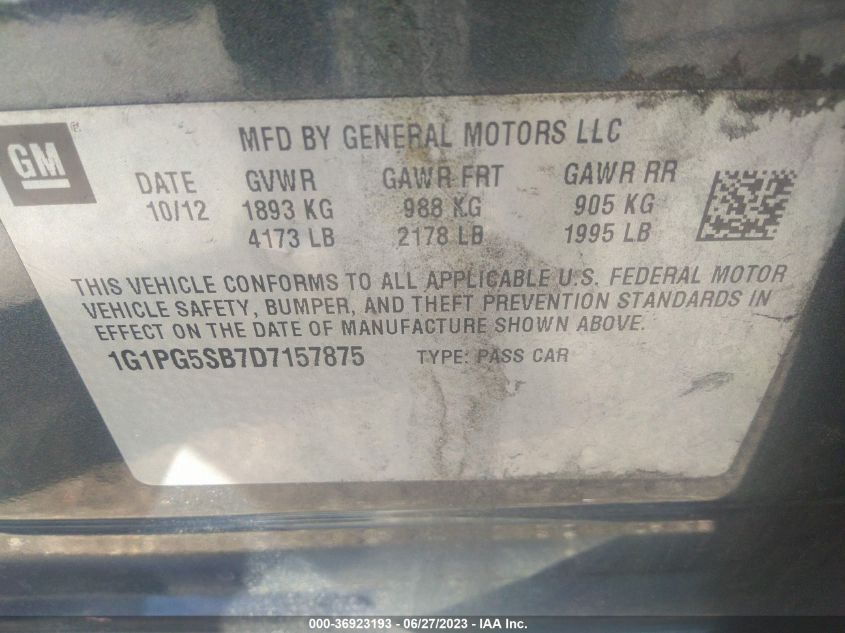 GM
®
MFD BY GENERAL MOTORS LLC
DATE GVWR GAWR FRT GAWR RR
10/12 1893 KG 988 KG 905 KG
4173 LB 2178 LB 1995 LB
THIS VEHICLE CONFORMS TO ALL APPLICABLE U.S. FEDERAL MOTOR
VEHICLE SAFETY, BUMPER, AND THEFT PREVENTION STANDARDS IN
EFFECT ON THE DATE OF MANUFACTURE SHOWN ABOVE.
1G1PG5SB7D7157875 TYPE: PASS CAR
000-36923193 - 06/27/2023 - IAA Inc.